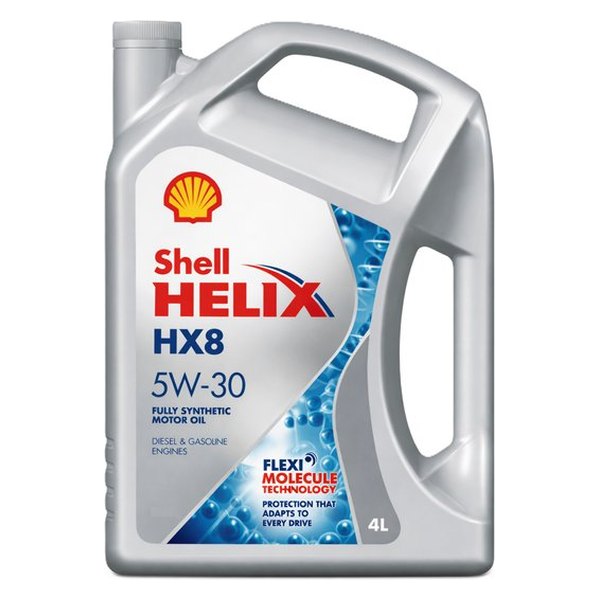 Shell
HELIX
HX8
5W-30
FULLY SYNTHETIC
MOTOR OIL
DIESEL & GASOLINE
ENGINES
FLEXI
MOLECULE
TECHNOLOGY
PROTECTION THAT
ADAPTS TO
EVERY DRIVE
4L